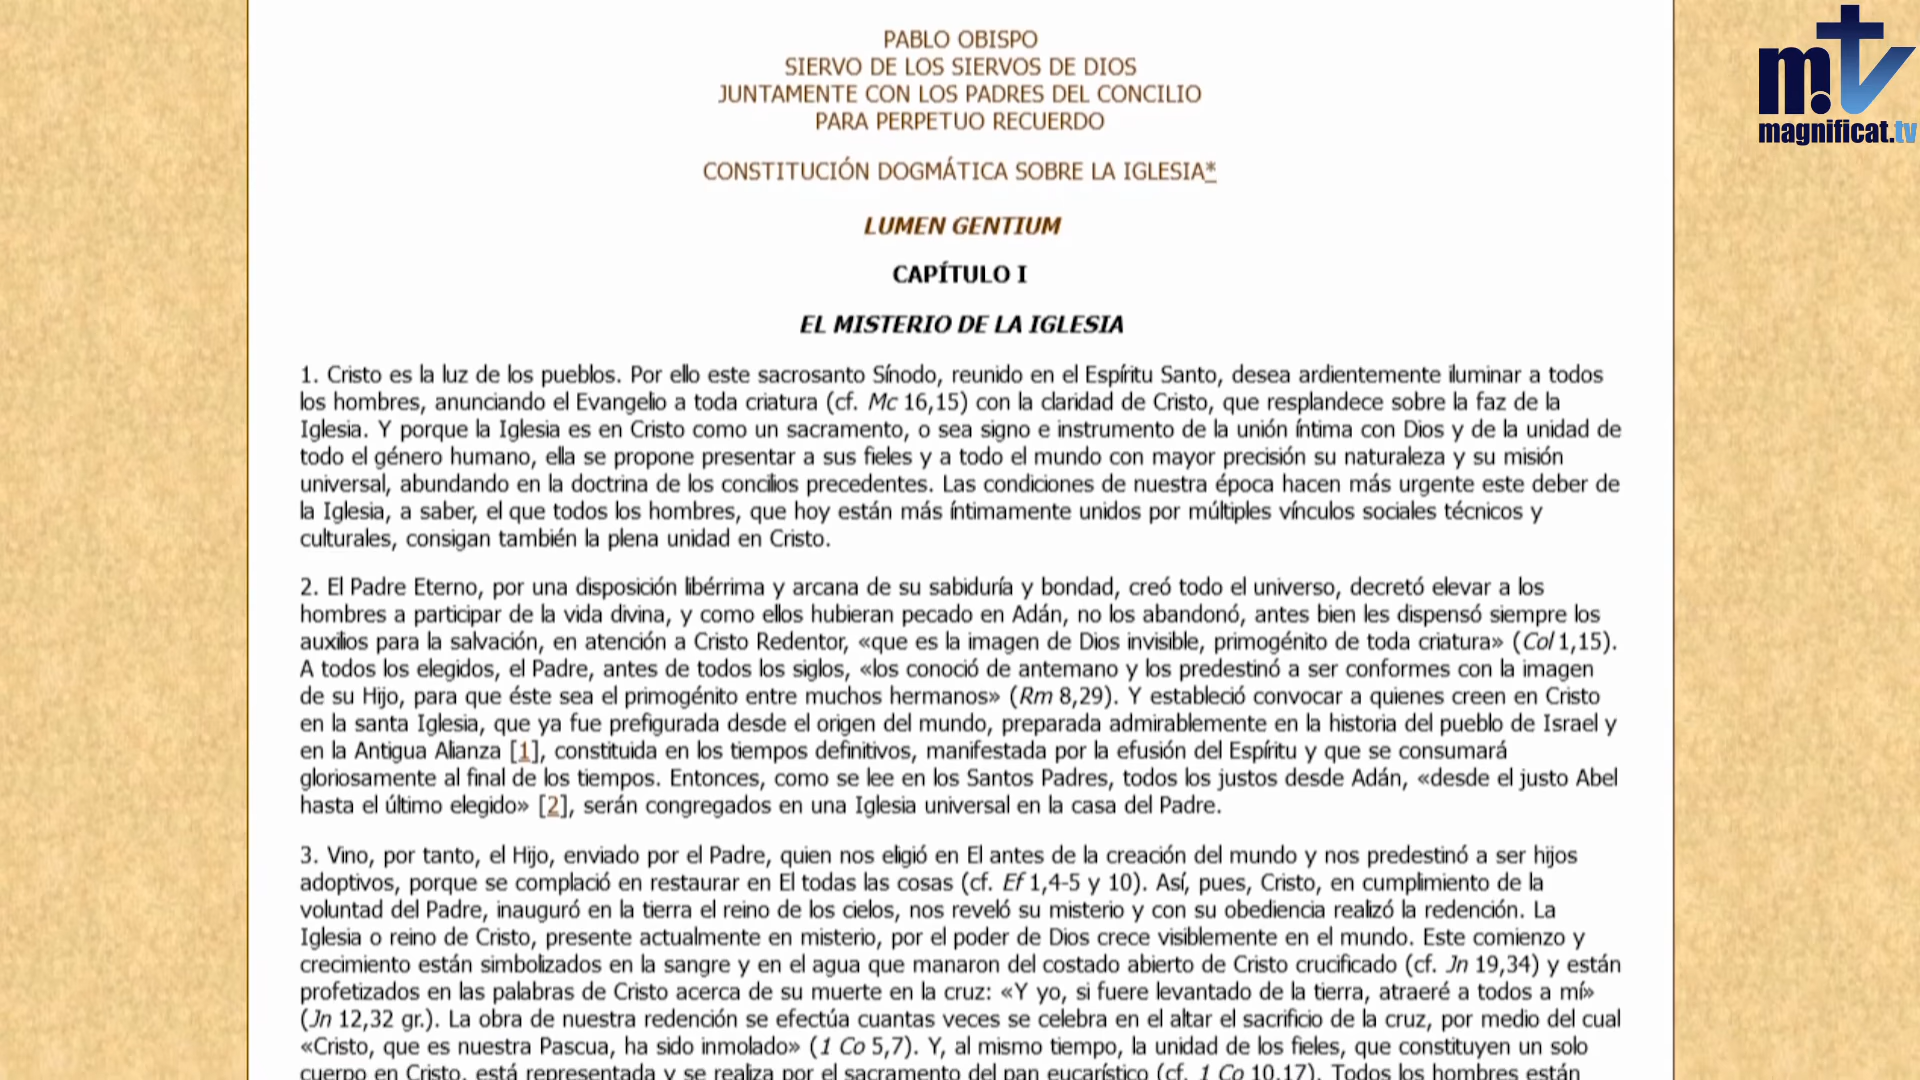 PABLO OBISPO
SIERVO DE LOS SIERVOS DE DIOS
JUNTAMENTE CON LOS PADRES DEL CONCILIO
PARA PERPETUO RECUERDO
CONSTITUCIÓN DOGMÁTICA SOBRE LA IGLESIA*
LUMEN GENTIUM
CAPÍTULO I
EL MISTERIO DE LA IGLESIA
1. Cristo es la luz de los pueblos. Por ello este sacrosanto Sínodo, reunido en el Espíritu Santo, desea ardientemente iluminar a todos
los hombres, anunciando el Evangelio a toda criatura (cf. Mc 16,15) con la claridad de Cristo, que resplandece sobre la faz de la
Iglesia. Y porque la Iglesia es en Cristo como un sacramento, o sea signo e instrumento de la unión íntima con Dios y de la unidad de
todo el género humano, ella se propone presentar a sus fieles y a todo el mundo con mayor precisión su naturaleza y su misión
universal, abundando en la doctrina de los concilios precedentes. Las condiciones de nuestra época hacen más urgente este deber de
la Iglesia, a saber, el que todos los hombres, que hoy están más íntimamente unidos por múltiples vínculos sociales técnicos y
culturales, consigan también la plena unidad en Cristo.
2. El Padre Eterno, por una disposición libérrima y arcana de su sabiduría y bondad, creó todo el universo, decretó elevar a los
hombres a participar de la vida divina, y como ellos hubieran pecado en Adán, no los abandonó, antes bien les dispensó siempre los
auxilios para la salvación, en atención a Cristo Redentor, «que es la imagen de Dios invisible, primogénito de toda criatura» (Col 1,15).
A todos los elegidos, el Padre, antes de todos los siglos, «los conoció de antemano y los predestinó a ser conformes con la imagen
de su Hijo, para que éste sea el primogénito entre muchos hermanos» (Rm 8,29). Y estableció convocar a quienes creen en Cristo
en la santa Iglesia, que ya fue prefigurada desde el origen del mundo, preparada admirablemente en la historia del pueblo de Israel y
en la Antigua Alianza [1], constituida en los tiempos definitivos, manifestada por la efusión del Espíritu y que se consumará
gloriosamente al final de los tiempos. Entonces, como se lee en los Santos Padres, todos los justos desde Adán, «desde el justo Abel
hasta el último elegido» [2], serán congregados en una Iglesia universal en la casa del Padre.
3. Vino, por tanto, el Hijo, enviado por el Padre, quien nos eligió en El antes de la creación del mundo y nos predestinó a ser hijos
adoptivos, porque se complació en restaurar en El todas las cosas (cf. Ef 1,4-5 y 10). Así, pues, Cristo, en cumplimiento de la
voluntad del Padre, inauguró en la tierra el reino de los cielos, nos reveló su misterio y con su obediencia realizó la redención. La
Iglesia o reino de Cristo, presente actualmente en misterio, por el poder de Dios crece visiblemente en el mundo. Este comienzo y
crecimiento están simbolizados en la sangre y en el agua que manaron del costado abierto de Cristo crucificado (cf. Jn 19,34) y están
profetizados en las palabras de Cristo acerca de su muerte en la cruz: «Y yo, si fuere levantado de la tierra, atraeré a todos a mí»
(Jn 12,32 gr.). La obra de nuestra redención se efectúa cuantas veces se celebra en el altar el sacrificio de la cruz, por medio del cual
«Cristo, que es nuestra Pascua, ha sido inmolado» (1 Co 5,7). Y, al mismo tiempo, la unidad de los fieles, que constituyen un solo
cuerpo en Cristo, está representada y se realiza por el sacramento del pan eucarístico (cf. 1 Co 10,17). Todos los hombres están
m.tv
magnificat.tv